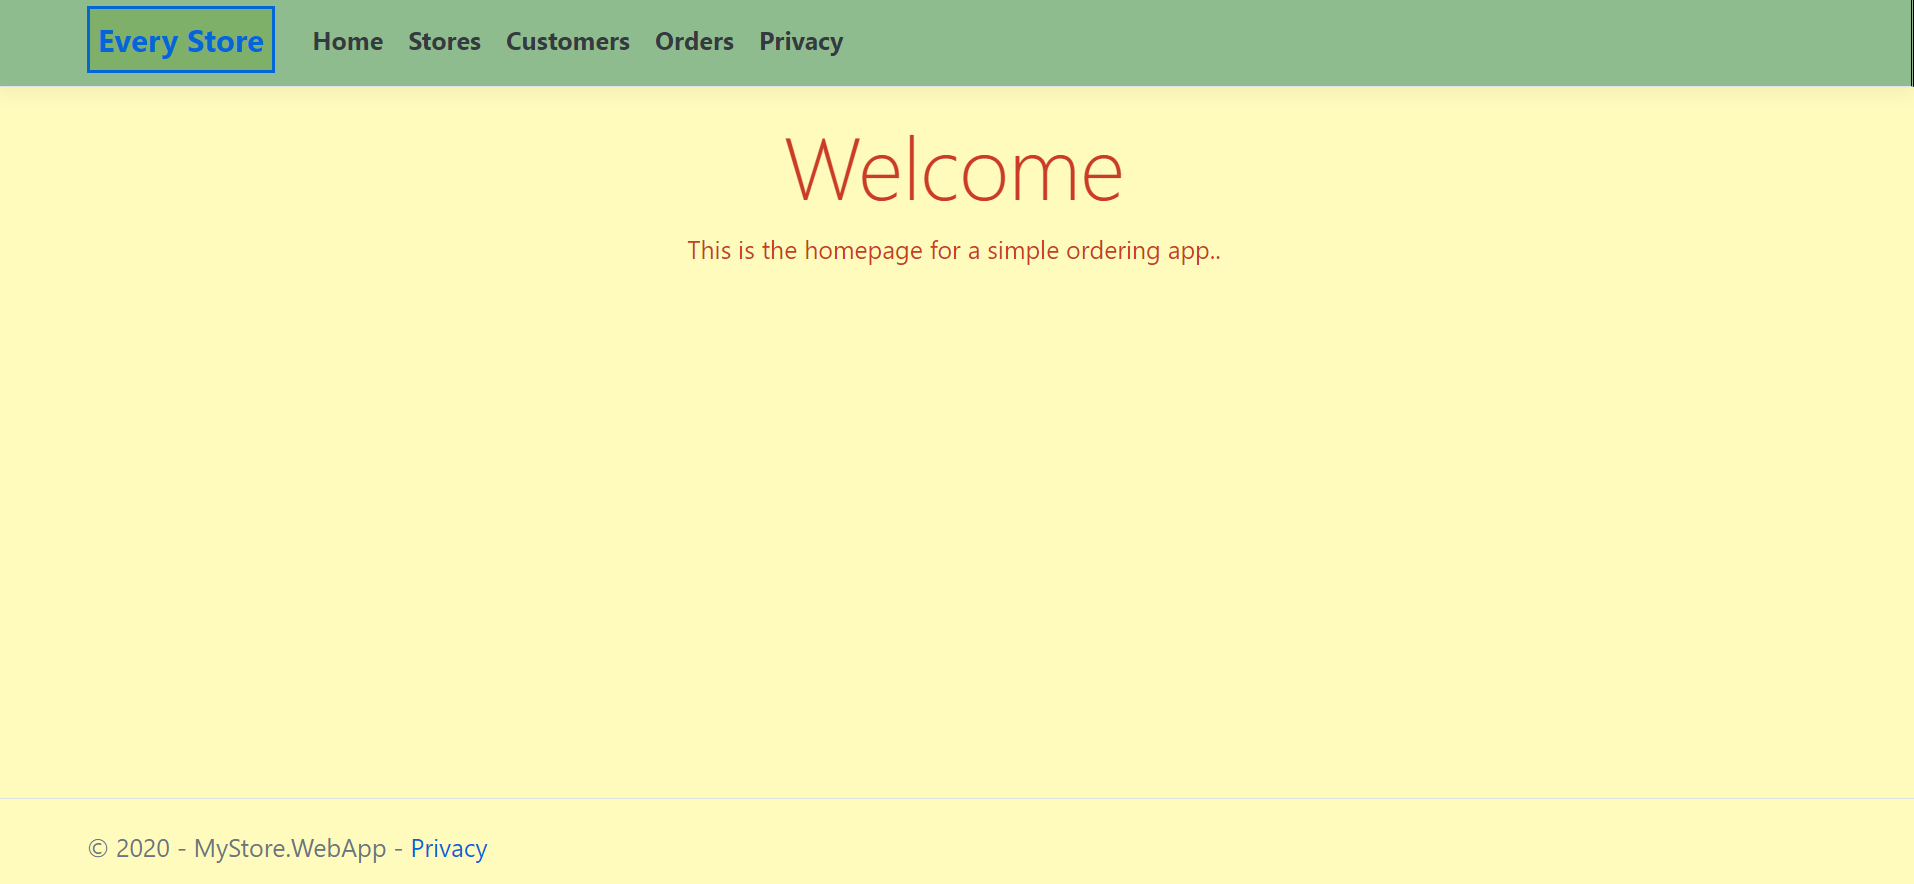 Every Store Home Stores Customers Orders Privacy
Welcome
This is the homepage for a simple ordering app..
© 2020 - MyStore.WebApp - Privacy